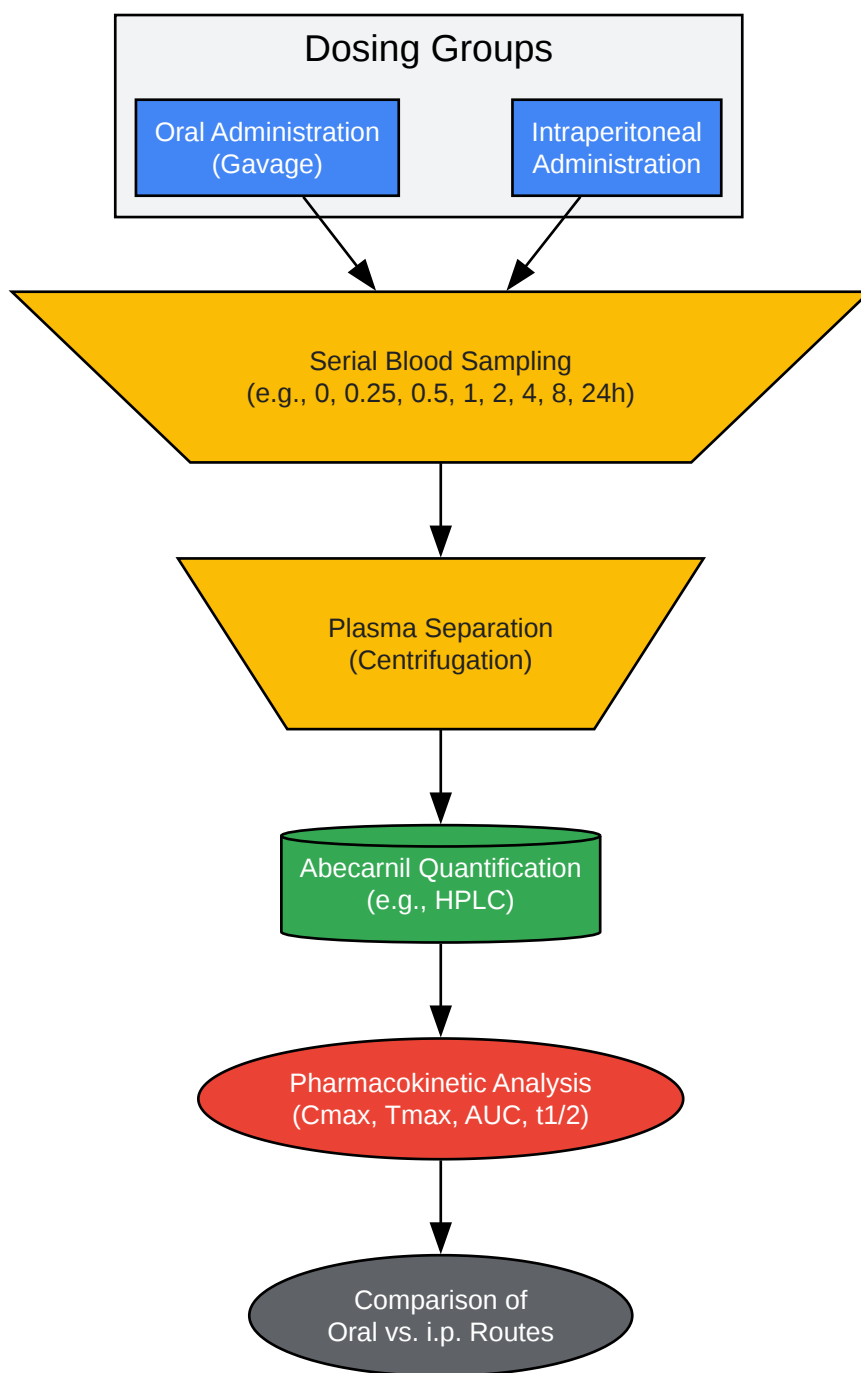 Dosing Groups
Oral Administration
(Gavage)
Intraperitoneal
Administration
Serial Blood Sampling
(e.g., 0, 0.25, 0.5, 1, 2, 4, 8, 24h)
Plasma Separation
(Centrifugation)
Abecarnil Quantification
(e.g., HPLC)
Pharmacokinetic Analysis
(Cmax, Tmax, AUC, t1/2)
Comparison of
Oral vs. i.p. Routes